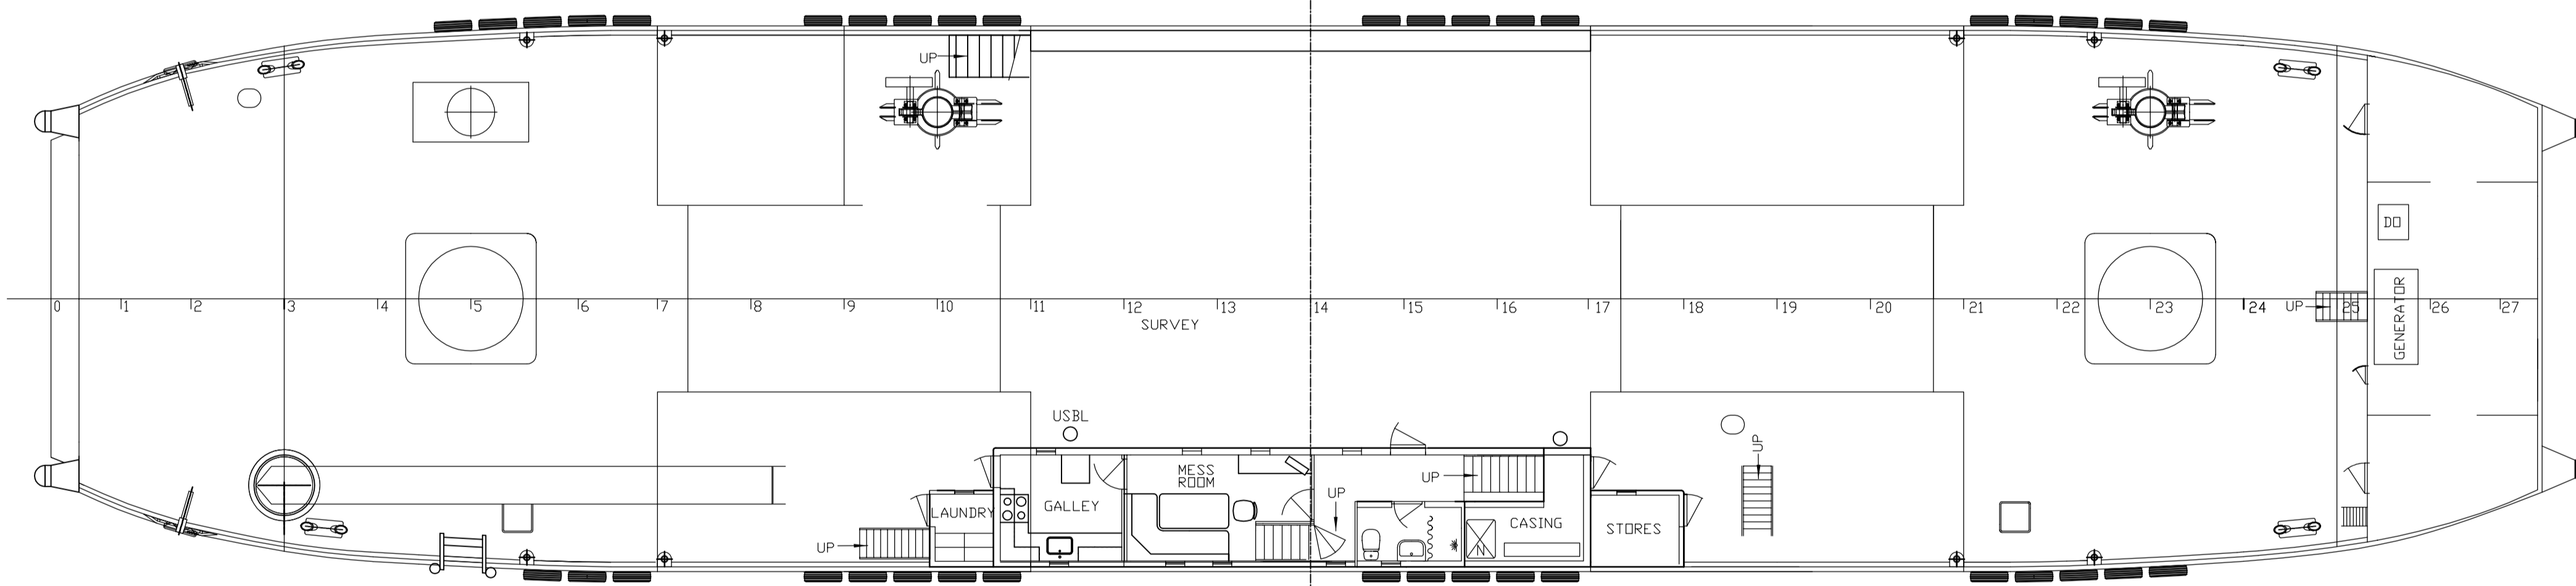 UP
DO
0 1 2 3 4 5 6 7 8 9 10 11 12 13 14 15 16 17 18 19 20 21 22 23 24 UP 25 26 27
GENERATOR
SURVEY
USBL
UP
MESS
ROOM
UP
UP
LAUNDRY
GALLEY
CASING
STORES
UP
N